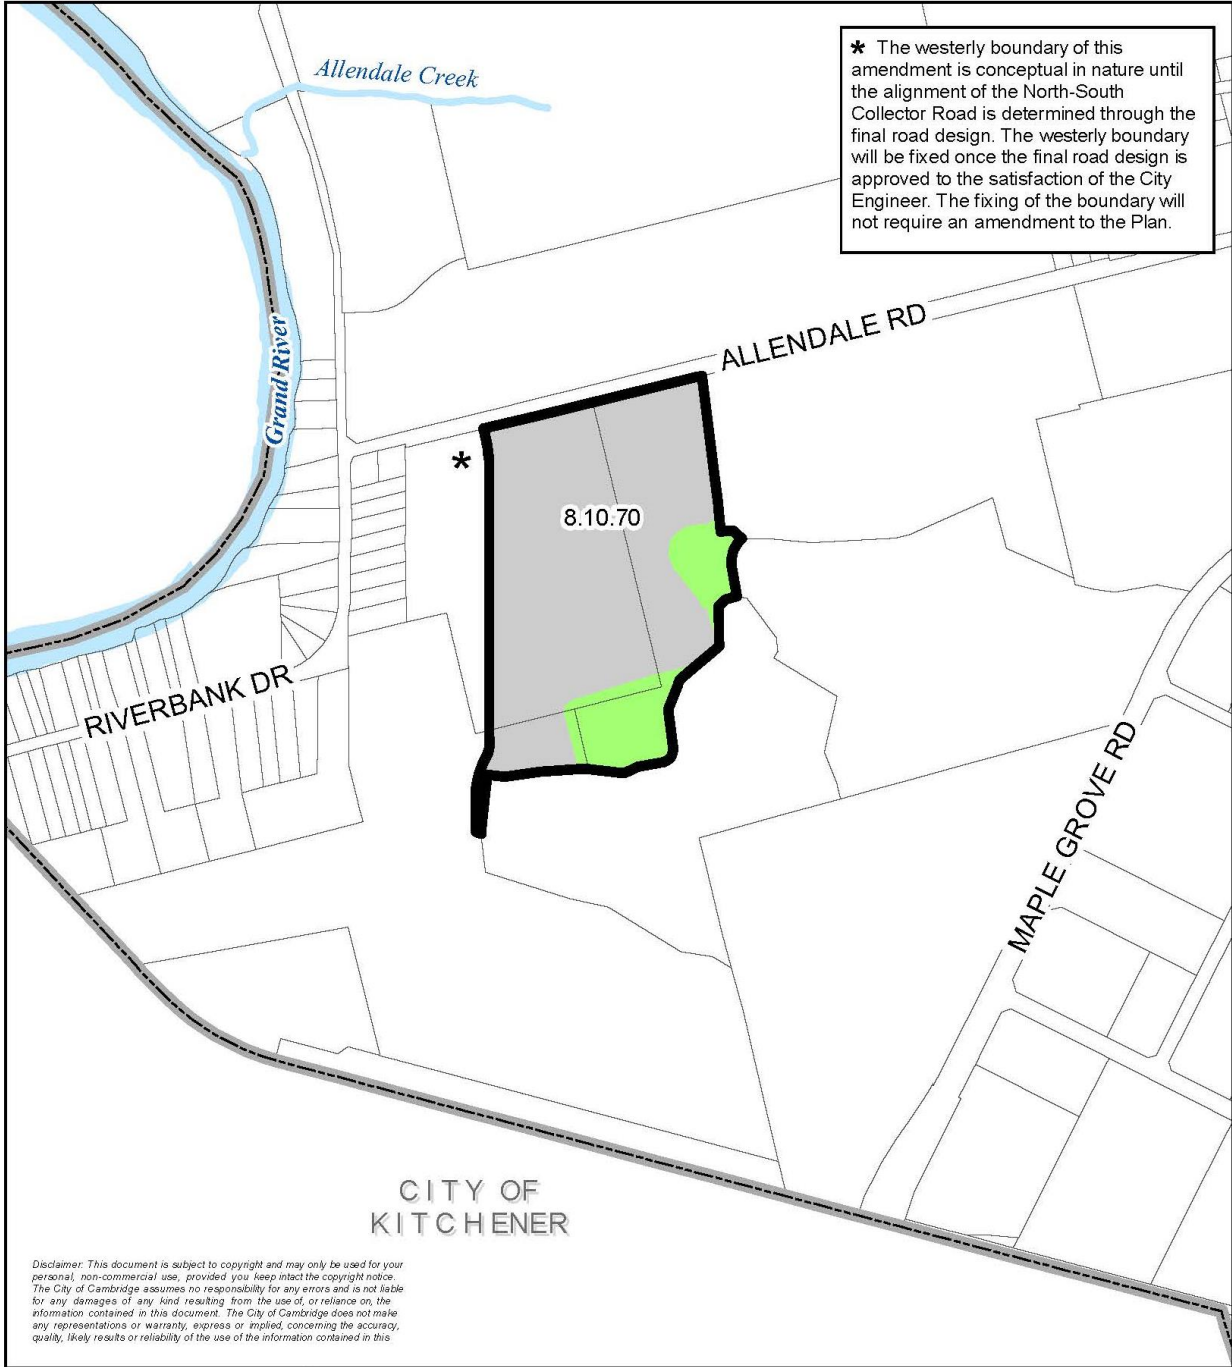 * The westerly boundary of this
amendment is conceptual in nature until
the alignment of the North-South
Collector Road is determined through the
final road design. The westerly boundary
will be fixed once the final road design is
approved to the satisfaction of the City
Engineer. The fixing of the boundary will
not require an amendment to the Plan.
Allendale Creek
Grand River
ALLENDALE RD
*
8.10.70
RIVERBANK DR
MAPLE GROVE RD
CITY OF
KITCHENER
Disclaimer: This document is subject to copyright and may only be used for your
personal, non-commercial use, provided you keep intact the copyright notice.
The City of Cambridge assumes no responsibility for any errors and is not liable
for any damages of any kind resulting from the use of, or reliance on, the
information contained in this document. The City of Cambridge does not make
any representations or warranty, express or implied, concerning the accuracy,
quality, likely results or reliability of the use of the information contained in this